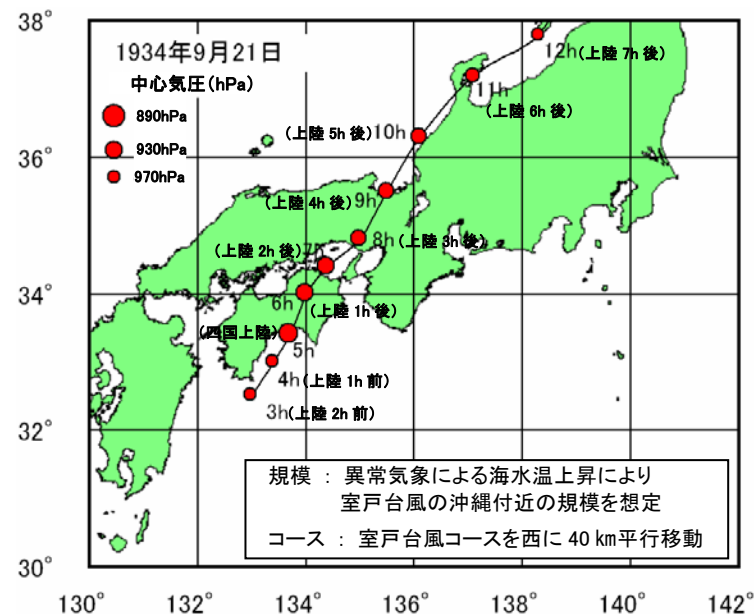 38°
36°
34°
32°
30°
130°
132°
134°
136°
138°
140°
142°
1934年9月21日
中心気圧(hPa)
890hPa
930hPa
970hPa
12h(上陸 7h 後)
11h
(上陸 6h 後)
(上陸 5h 後)10h
(上陸 4h 後)9h
8h(上陸 3h 後)
(上陸 2h 後)7h
6h
(上陸 1h 後)
(四国上陸)
5h
4h(上陸 1h 前)
3h(上陸 2h 前)
規模 : 異常気象による海水温上昇により
室戸台風の沖縄付近の規模を想定
コース : 室戸台風コースを西に 40 km平行移動